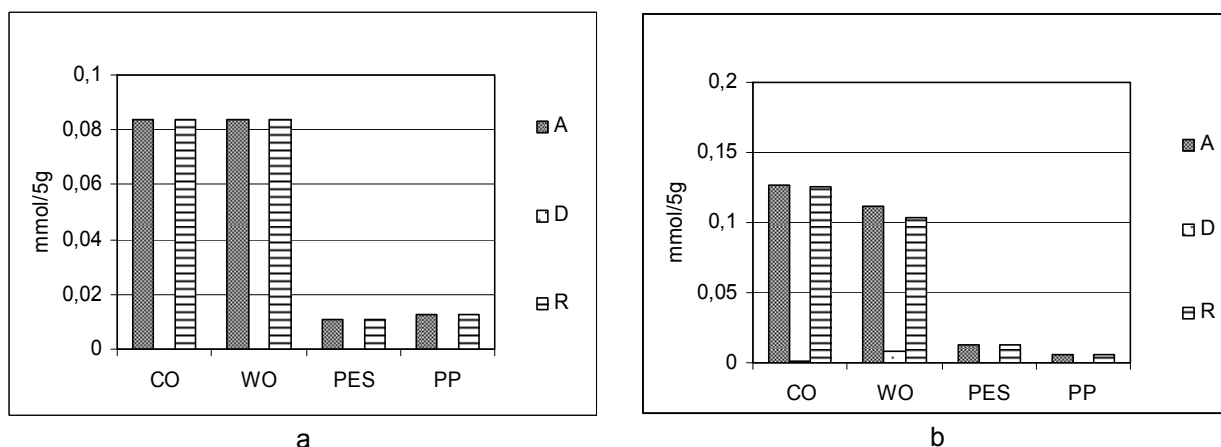 0,1
0,08
0,06
0,04
0,02
0
mmol/5g
CO WO PES PP
A
D
R
a
0,2
0,15
0,1
0,05
0
mmol/5g
CO WO PES PP
A
D
R
b